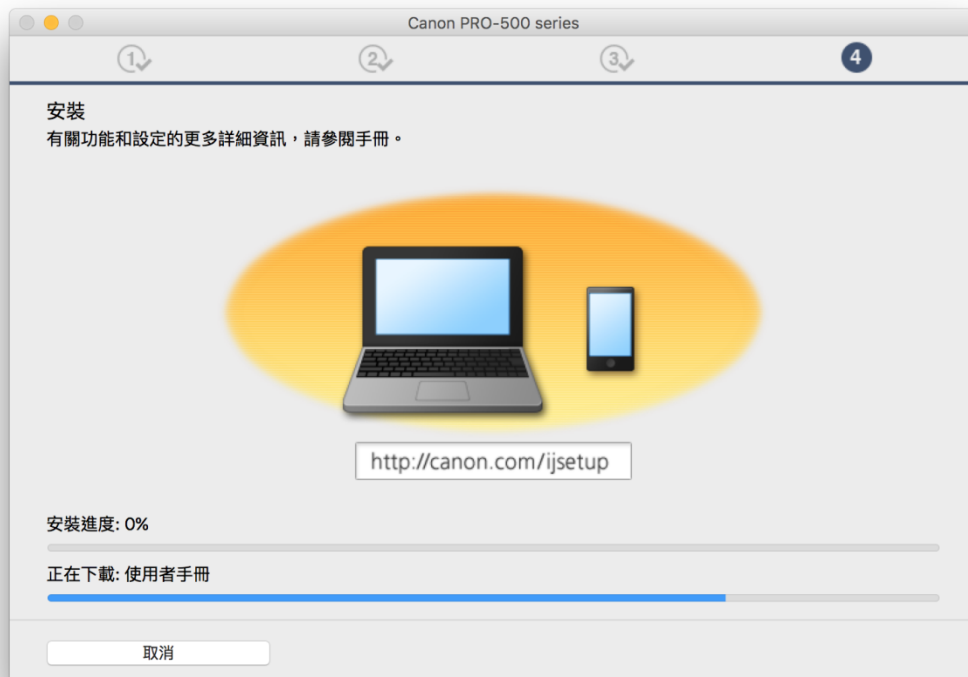 Canon PRO-500 series
1 2 3 4
安裝
有關功能和設定的更多詳細資訊，請參閱手冊。
http://canon.com/ijsetup
安裝進度: 0%
正在下載: 使用者手冊
取消